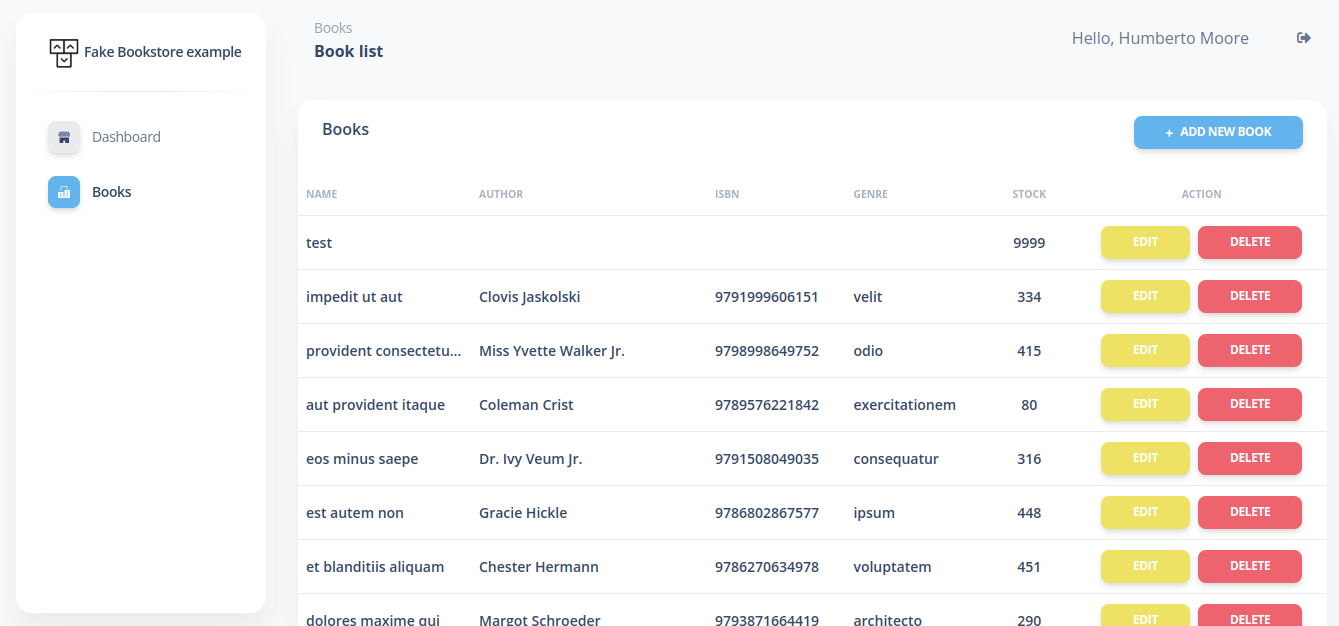 Fake Bookstore example
Dashboard
Books
Books
Book list
Hello, Humberto Moore
Books
+ ADD NEW BOOK
NAME AUTHOR ISBN GENRE STOCK ACTION
test 9999 EDIT DELETE
impedit ut aut Clovis Jaskolski 9791999606151 velit 334 EDIT DELETE
provident consectetu... Miss Yvette Walker Jr. 9798998649752 odio 415 EDIT DELETE
aut provident itaque Coleman Crist 9789576221842 exercitationem 80 EDIT DELETE
eos minus saepe Dr. Ivy Veum Jr. 9791508049035 consequatur 316 EDIT DELETE
est autem non Gracie Hickle 9786802867577 ipsum 448 EDIT DELETE
et blanditiis aliquam Chester Hermann 9786270634978 voluptatem 451 EDIT DELETE
dolores maxime qui Margot Schroeder 9793871664419 architecto 290 EDIT DELETE